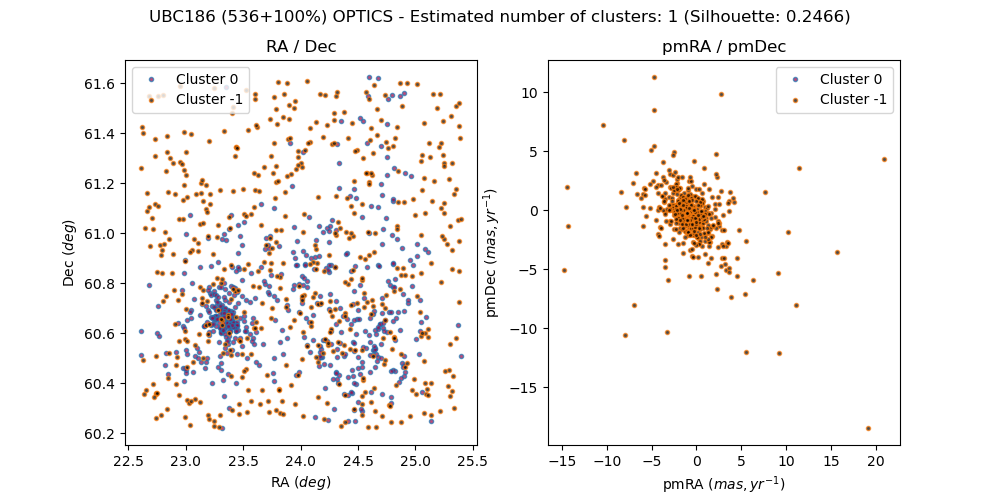 UBC186 (536+100%) OPTICS - Estimated number of clusters: 1 (Silhouette: 0.2466)
RA / Dec
pmRA / pmDec
Cluster 0
Cluster -1
Cluster 0
Cluster -1
Dec (deg)
61.6
61.4
61.2
61.0
60.8
60.6
60.4
60.2
22.5 23.0 23.5 24.0 24.5 25.0 25.5
RA (deg)
pmDec (mas, yr⁻¹)
10
5
0
−5
−10
−15
−15 −10 −5 0 5 10 15 20
pmRA (mas, yr⁻¹)